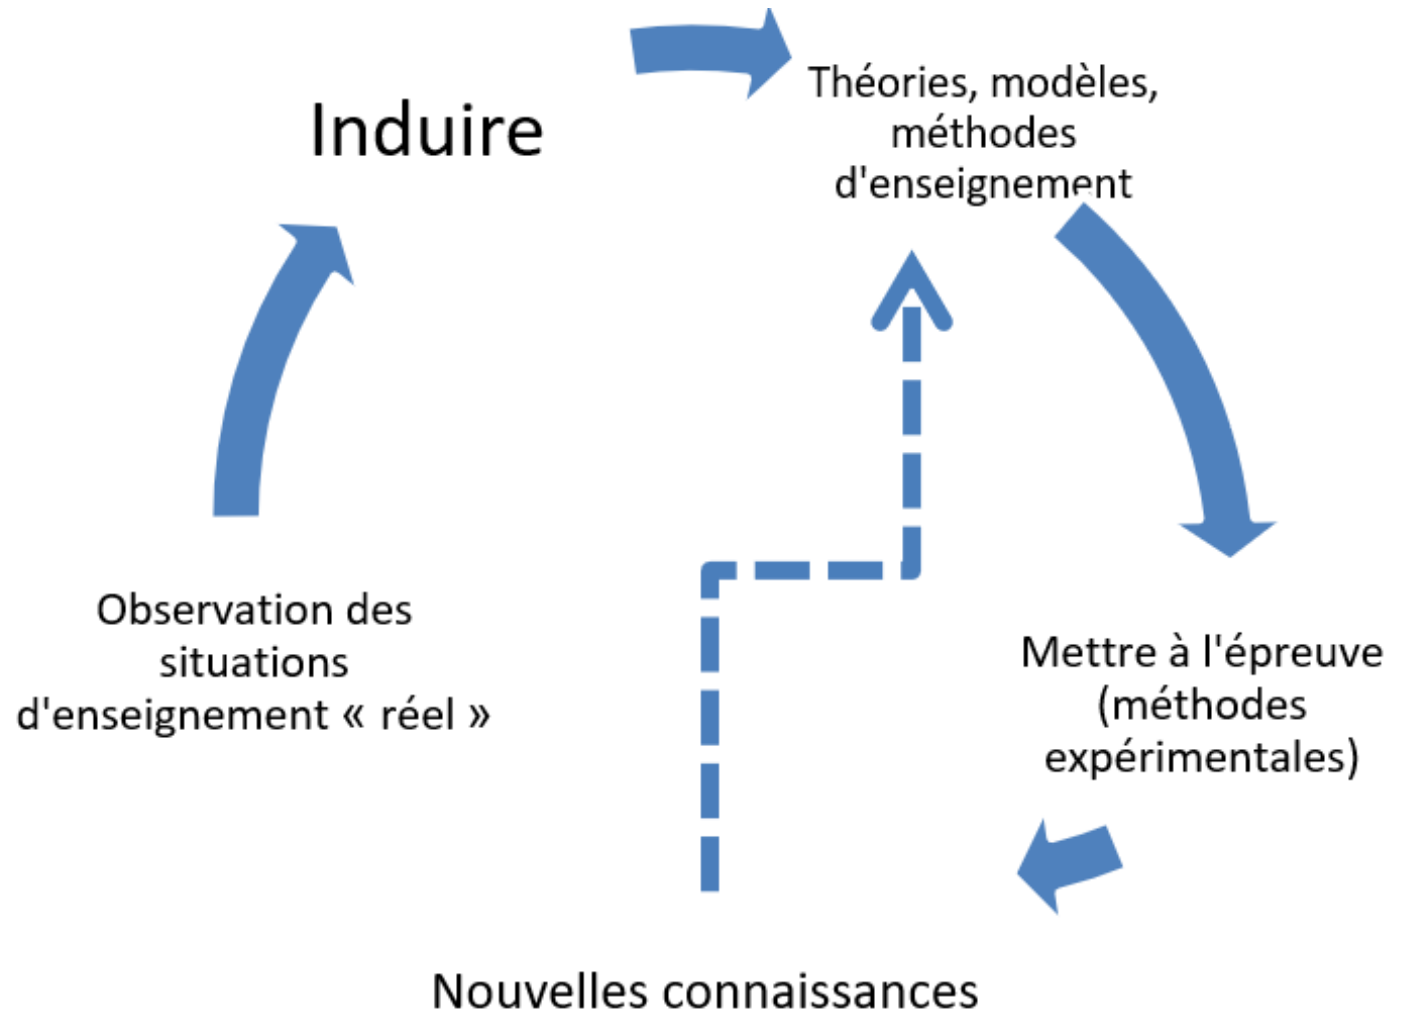 Induire
Théories, modèles,
méthodes
d'enseignement
Observation des
situations
d'enseignement « réel »
Mettre à l'épreuve
(méthodes
expérimentales)
Nouvelles connaissances